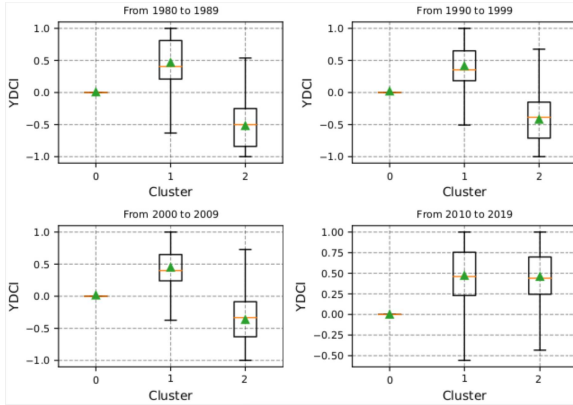 From 1980 to 1989
From 1990 to 1999
1.0
0.5
0.0
−0.5
−1.0
YDCI
0
1
2
Cluster
1.0
0.5
0.0
−0.5
−1.0
YDCI
0
1
2
Cluster
From 2000 to 2009
From 2010 to 2019
1.0
0.5
0.0
−0.5
−1.0
YDCI
0
1
2
Cluster
1.00
0.75
0.50
0.25
0.00
−0.25
−0.50
YDCI
0
1
2
Cluster